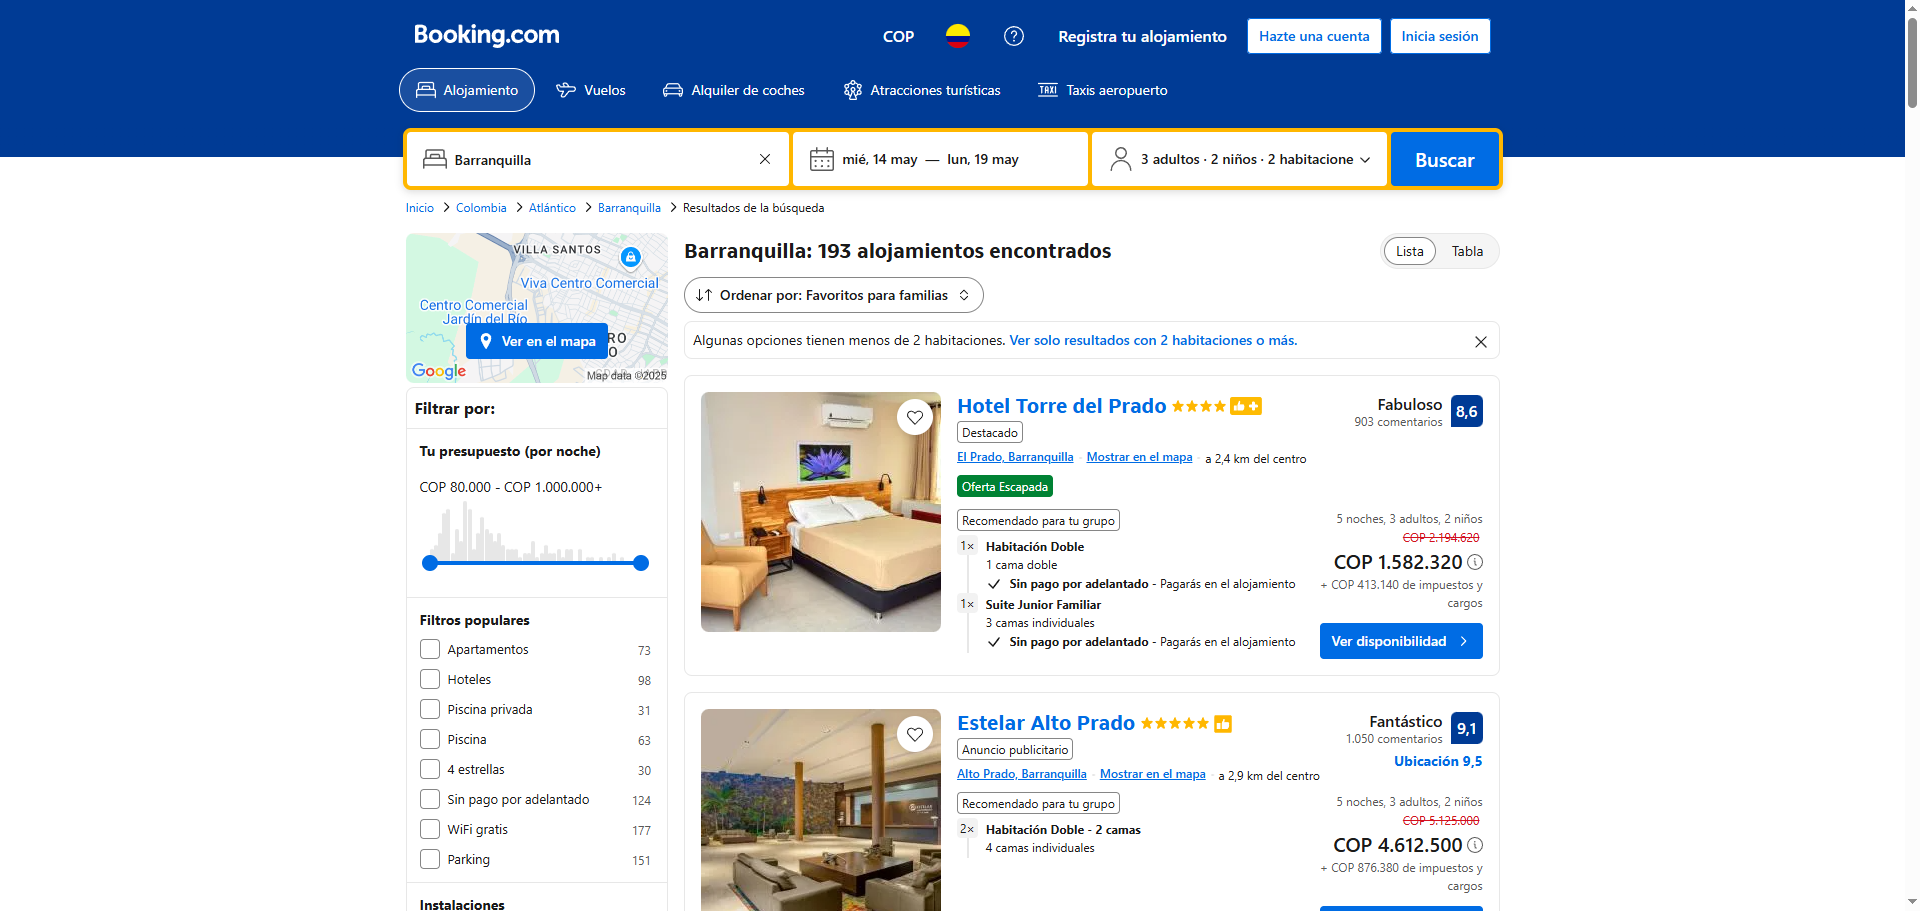 Booking.com
COP
Registra tu alojamiento
Hazte una cuenta
Inicia sesión
Alojamiento
Vuelos
Alquiler de coches
Atracciones turísticas
TAXI Taxis aeropuerto
Barranquilla
mié, 14 may — lun, 19 may
3 adultos · 2 niños · 2 habitacione
Buscar
Inicio > Colombia > Atlántico > Barranquilla > Resultados de la búsqueda
VILLA SANTOS
Viva Centro Comercial
Centro Comercial
Jardín del Río
RO
O
Ver en el mapa
Google
Map data ©2025
Filtrar por:
Tu presupuesto (por noche)
COP 80.000 - COP 1.000.000+
Filtros populares
Apartamentos 73
Hoteles 98
Piscina privada 31
Piscina 63
4 estrellas 30
Sin pago por adelantado 124
WiFi gratis 177
Parking 151
Instalaciones
Barranquilla: 193 alojamientos encontrados
Lista
Tabla
Ordenar por: Favoritos para familias
Algunas opciones tienen menos de 2 habitaciones. Ver solo resultados con 2 habitaciones o más.
Hotel Torre del Prado
Destacado
El Prado, Barranquilla · Mostrar en el mapa · a 2,4 km del centro
Oferta Escapada
Recomendado para tu grupo
1× Habitación Doble
1 cama doble
Sin pago por adelantado - Pagarás en el alojamiento
1× Suite Junior Familiar
3 camas individuales
Sin pago por adelantado - Pagarás en el alojamiento
Fabuloso
903 comentarios
8,6
5 noches, 3 adultos, 2 niños
COP 2.194.620
COP 1.582.320
+ COP 413.140 de impuestos y
cargos
Ver disponibilidad
Estelar Alto Prado
Anuncio publicitario
Alto Prado, Barranquilla · Mostrar en el mapa · a 2,9 km del centro
Recomendado para tu grupo
2× Habitación Doble - 2 camas
4 camas individuales
Fantástico
1.050 comentarios
9,1
Ubicación 9,5
5 noches, 3 adultos, 2 niños
COP 5.125.000
COP 4.612.500
+ COP 876.380 de impuestos y
cargos